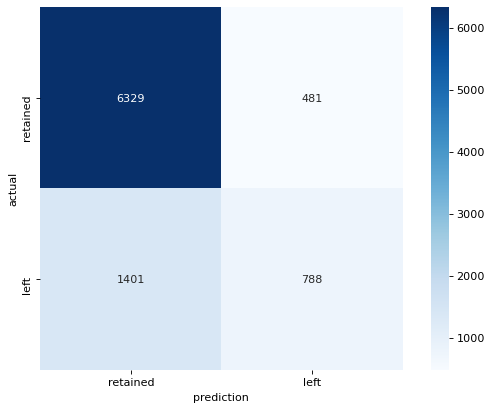 6000
5000
4000
3000
2000
1000
actual
retained
left
6329
481
1401
788
retained
left
prediction